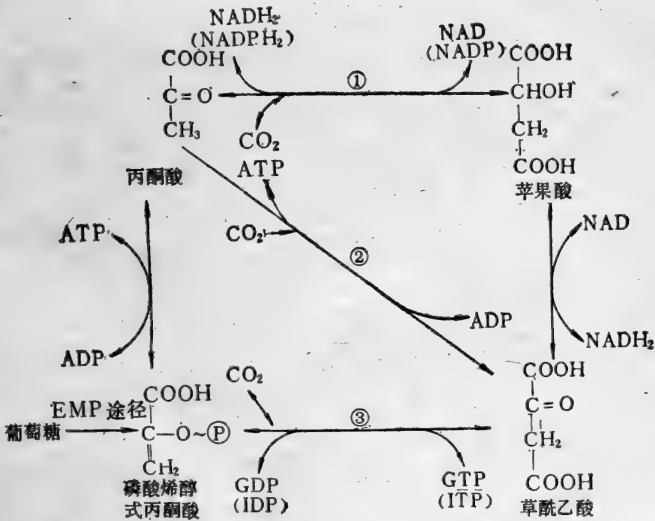 NADH₂
(NADPH₂)
NAD
(NADP)
COOH
C=O
CH₃
丙酮酸
①
CO₂
COOH
CHOH
CH₂
COOH
苹果酸
ATP
CO₂
②
ADP
ATP
ADP
NAD
NADH₂
葡萄糖
EMP 途径
COOH
C—O~Ⓟ
CH₂
磷酸烯醇
式丙酮酸
CO₂
③
GDP
(IDP)
GTP
(ITP)
COOH
C=O
CH₂
COOH
草酰乙酸